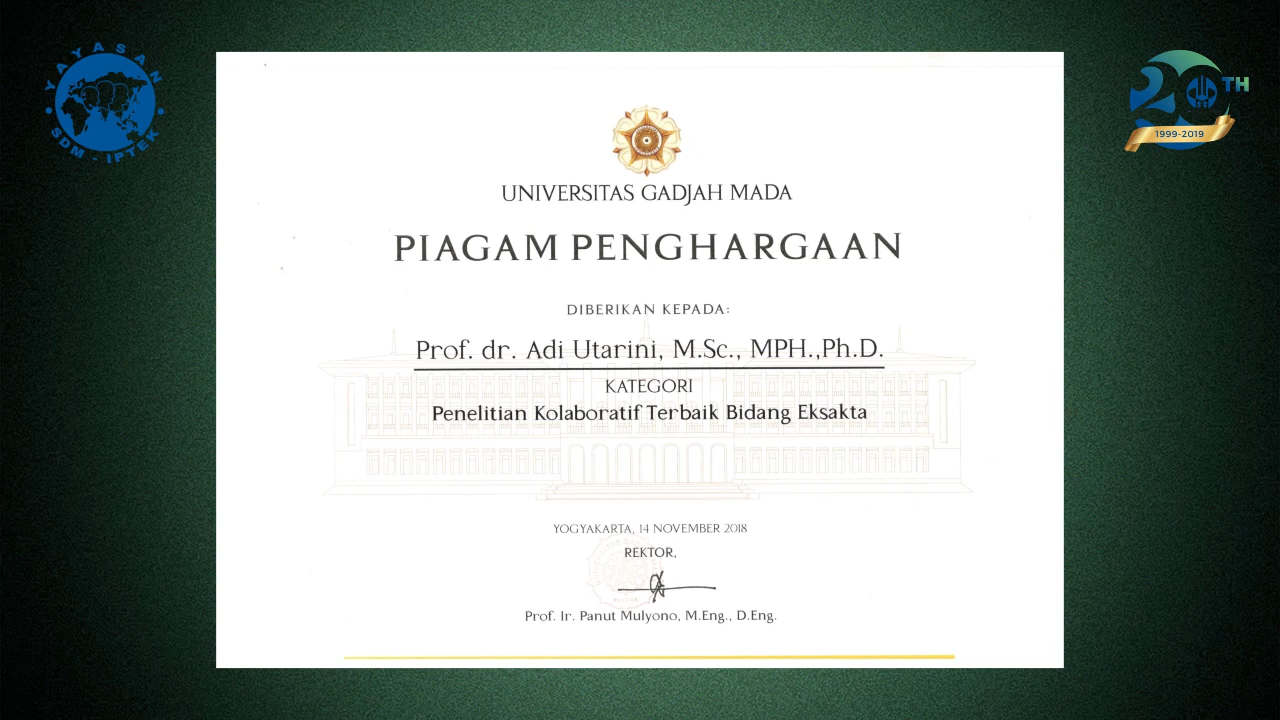 YAYASAN
SDM - IPTEK
20TH
1999-2019
UNIVERSITAS GADJAH MADA
PIAGAM PENGHARGAAN
DIBERIKAN KEPADA:
Prof. dr. Adi Utarini, M.Sc., MPH.,Ph.D.
KATEGORI
Penelitian Kolaboratif Terbaik Bidang Eksakta
YOGYAKARTA, 14 NOVEMBER 2018
REKTOR,
Prof. Ir. Panut Mulyono, M.Eng., D.Eng.